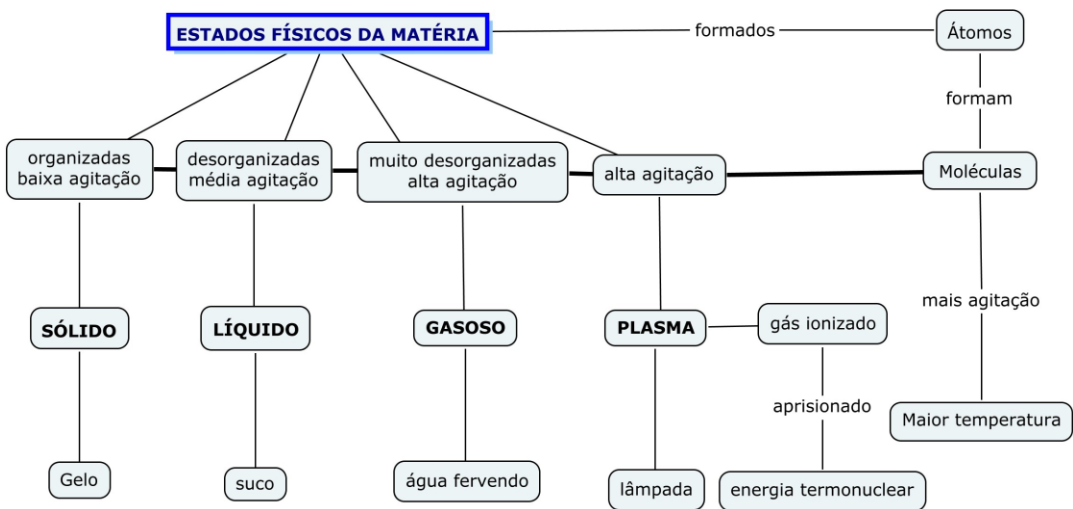 ESTADOS FÍSICOS DA MATÉRIA
formados
Átomos
formam
organizadas
baixa agitação
desorganizadas
média agitação
muito desorganizadas
alta agitação
alta agitação
Moléculas
mais agitação
SÓLIDO
LÍQUIDO
GASOSO
PLASMA
gás ionizado
aprisionado
Maior temperatura
Gelo
suco
água fervendo
lâmpada
energia termonuclear